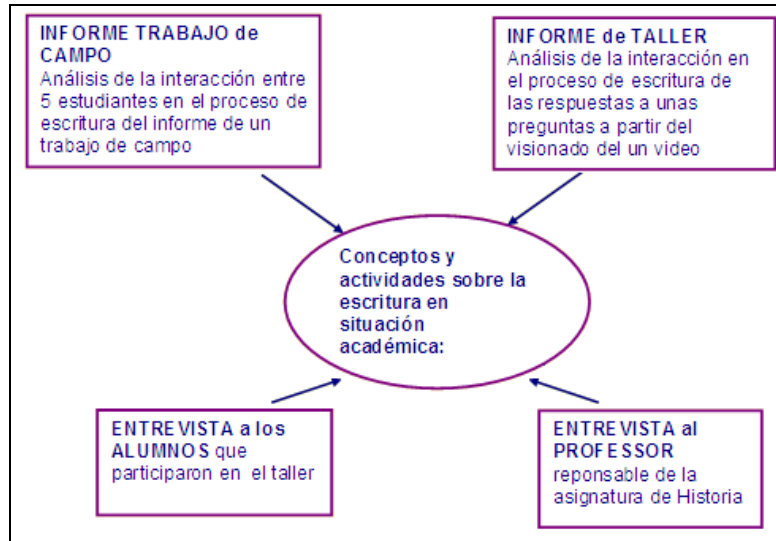 INFORME TRABAJO de
CAMPO
Análisis de la interacción entre
5 estudiantes en el proceso de
escritura del informe de un
trabajo de campo
INFORME de TALLER
Análisis de la interacción en
el proceso de escritura de
las respuestas a unas
preguntas a partir del
visionado del un video
Conceptos y
actividades sobre la
escritura en
situación
académica:
ENTREVISTA a los
ALUMNOS que
participaron en el taller
ENTREVISTA al
PROFESSOR
reponsable de la
asignatura de Historia